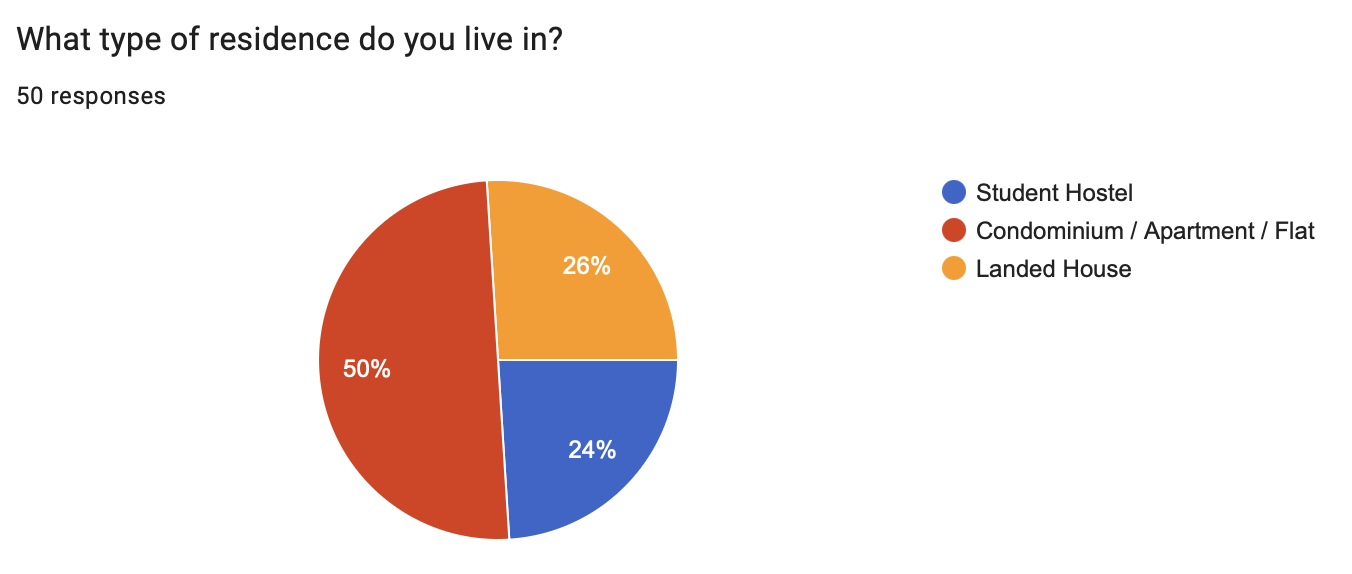 What type of residence do you live in?
50 responses
Student Hostel
Condominium / Apartment / Flat
Landed House
26%
50%
24%